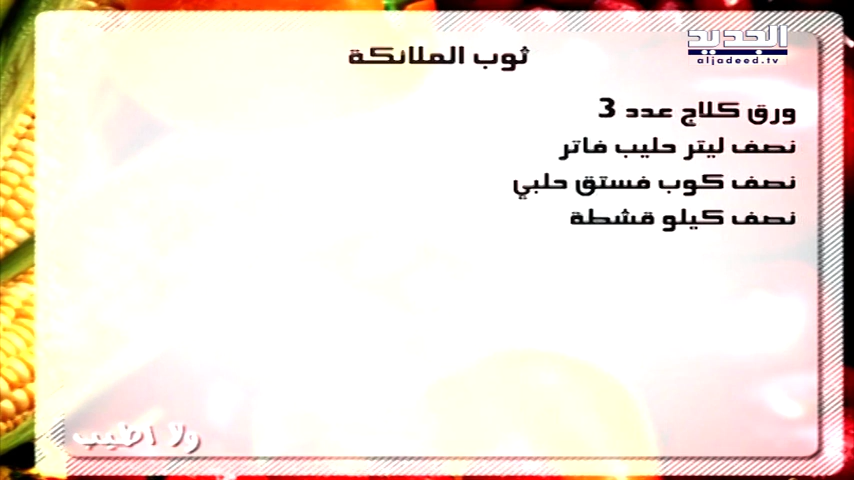 الجديد
aljadeed.tv
ثوب الملائكة
ورق كلاج عدد 3
نصف ليتر حليب فاتر
نصف كوب فستق حلبي
نصف كيلو قشطة
ولا اطيب